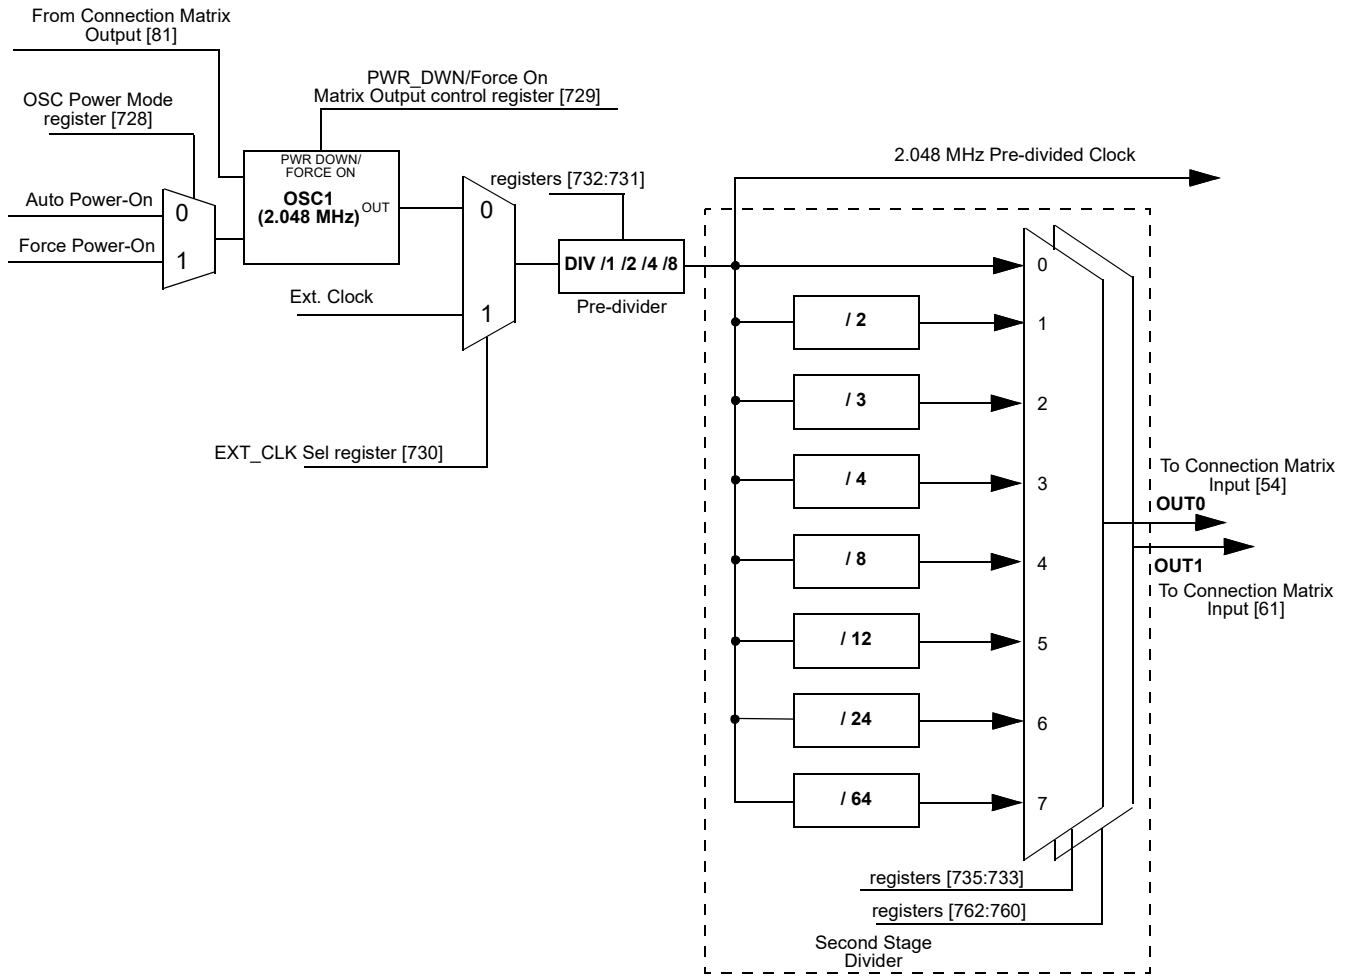 From Connection Matrix
Output [81]
PWR_DWN/Force On
Matrix Output control register [729]
OSC Power Mode
register [728]
PWR DOWN/
FORCE ON
OSC1
(2.048 MHz)
OUT
Auto Power-On
Force Power-On
0
1
registers [732:731]
0
1
Ext. Clock
EXT_CLK Sel register [730]
DIV /1 /2 /4 /8
Pre-divider
2.048 MHz Pre-divided Clock
0
/ 2
1
/ 3
2
/ 4
3
/ 8
4
/ 12
5
/ 24
6
/ 64
7
To Connection Matrix
Input [54]
OUT0
OUT1
To Connection Matrix
Input [61]
registers [735:733]
registers [762:760]
Second Stage
Divider